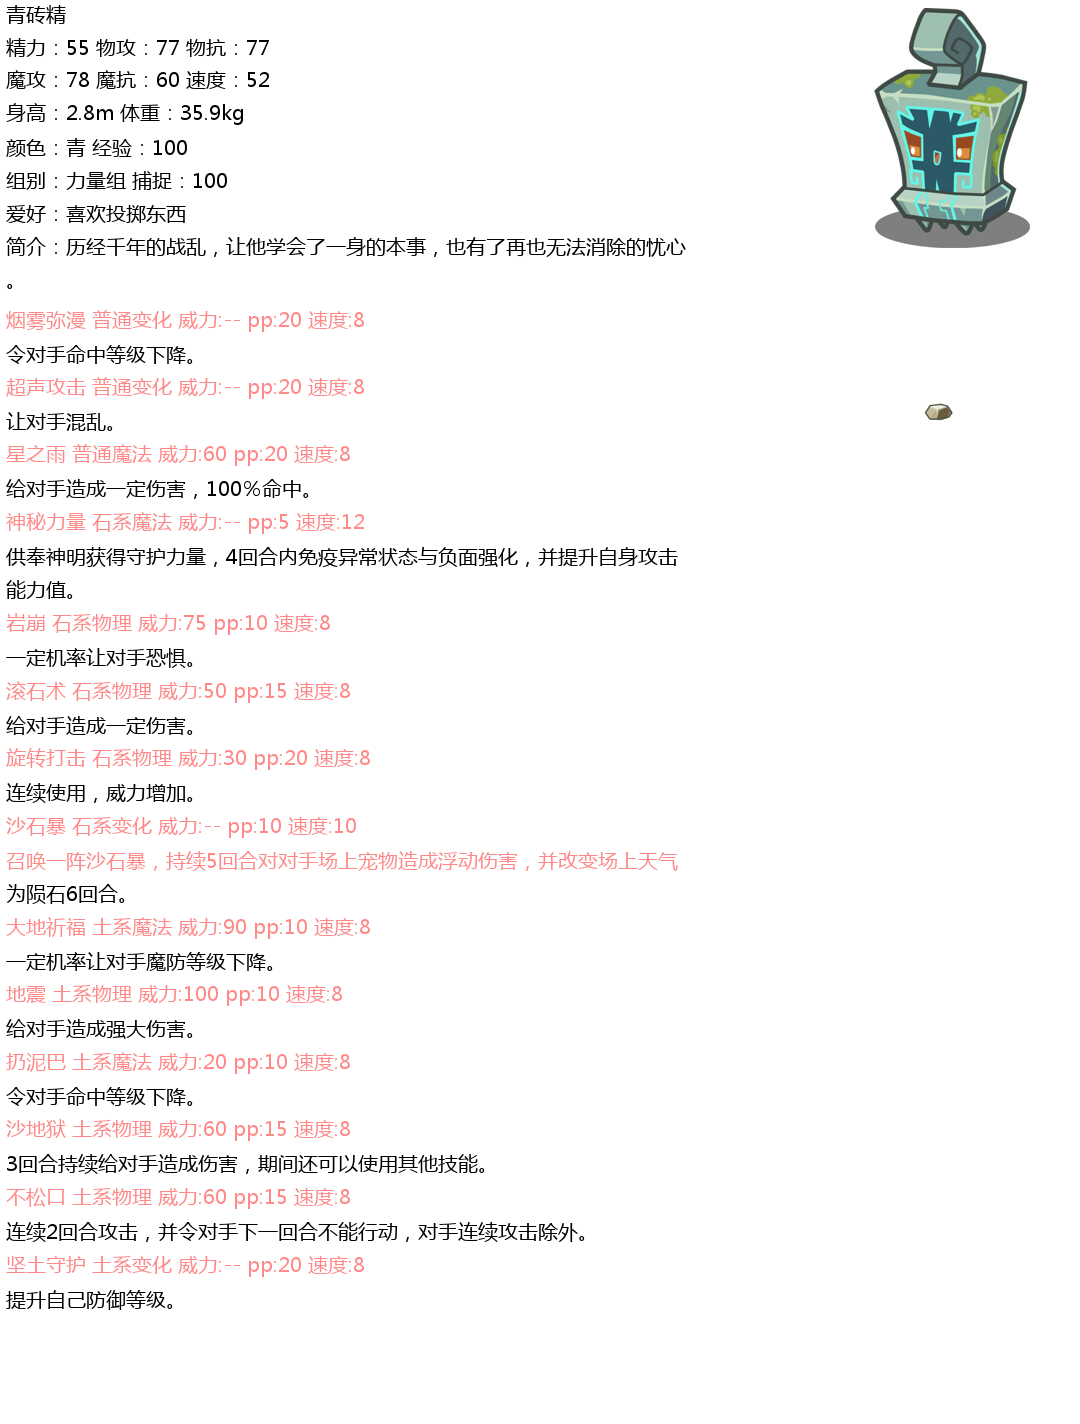 青砖精
精力：55 物攻：77 物抗：77
魔攻：78 魔抗：60 速度：52
身高：2.8m 体重：35.9kg
颜色：青 经验：100
组别：力量组 捕捉：100
爱好：喜欢投掷东西
简介：历经千年的战乱，让他学会了一身的本事，也有了再也无法消除的忧心
。
烟雾弥漫 普通变化 威力:-- pp:20 速度:8
令对手命中等级下降。
超声攻击 普通变化 威力:-- pp:20 速度:8
让对手混乱。
星之雨 普通魔法 威力:60 pp:20 速度:8
给对手造成一定伤害，100%命中。
神秘力量 石系魔法 威力:-- pp:5 速度:12
供奉神明获得守护力量，4回合内免疫异常状态与负面强化，并提升自身攻击
能力值。
岩崩 石系物理 威力:75 pp:10 速度:8
一定机率让对手恐惧。
滚石术 石系物理 威力:50 pp:15 速度:8
给对手造成一定伤害。
旋转打击 石系物理 威力:30 pp:20 速度:8
连续使用，威力增加。
沙石暴 石系变化 威力:-- pp:10 速度:10
召唤一阵沙石暴，持续5回合对对手场上宠物造成浮动伤害，并改变场上天气
为陨石6回合。
大地祈福 土系魔法 威力:90 pp:10 速度:8
一定机率让对手魔防等级下降。
地震 土系物理 威力:100 pp:10 速度:8
给对手造成强大伤害。
扔泥巴 土系魔法 威力:20 pp:10 速度:8
令对手命中等级下降。
沙地狱 土系物理 威力:60 pp:15 速度:8
3回合持续给对手造成伤害，期间还可以使用其他技能。
不松口 土系物理 威力:60 pp:15 速度:8
连续2回合攻击，并令对手下一回合不能行动，对手连续攻击除外。
坚土守护 土系变化 威力:-- pp:20 速度:8
提升自己防御等级。